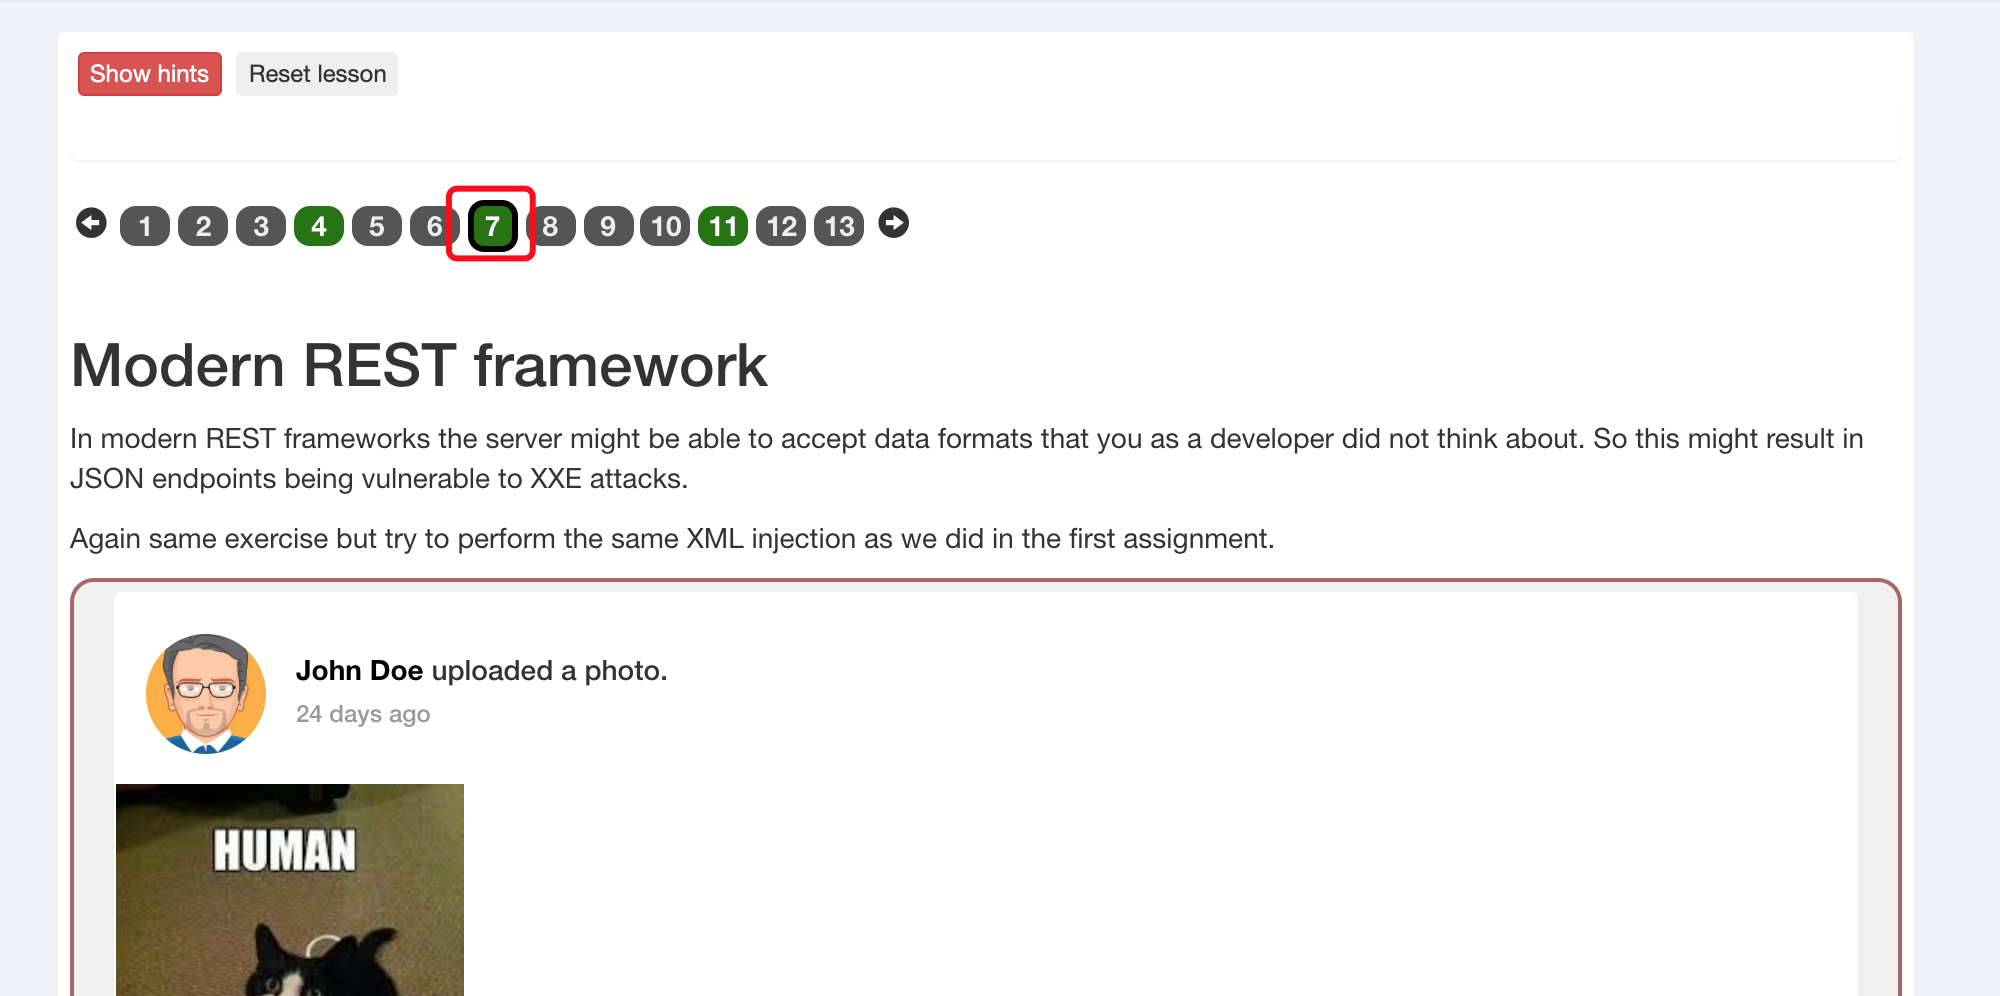 Show hints Reset lesson
1 2 3 4 5 6 7 8 9 10 11 12 13
Modern REST framework
In modern REST frameworks the server might be able to accept data formats that you as a developer did not think about. So this might result in
JSON endpoints being vulnerable to XXE attacks.
Again same exercise but try to perform the same XML injection as we did in the first assignment.
John Doe uploaded a photo.
24 days ago
HUMAN